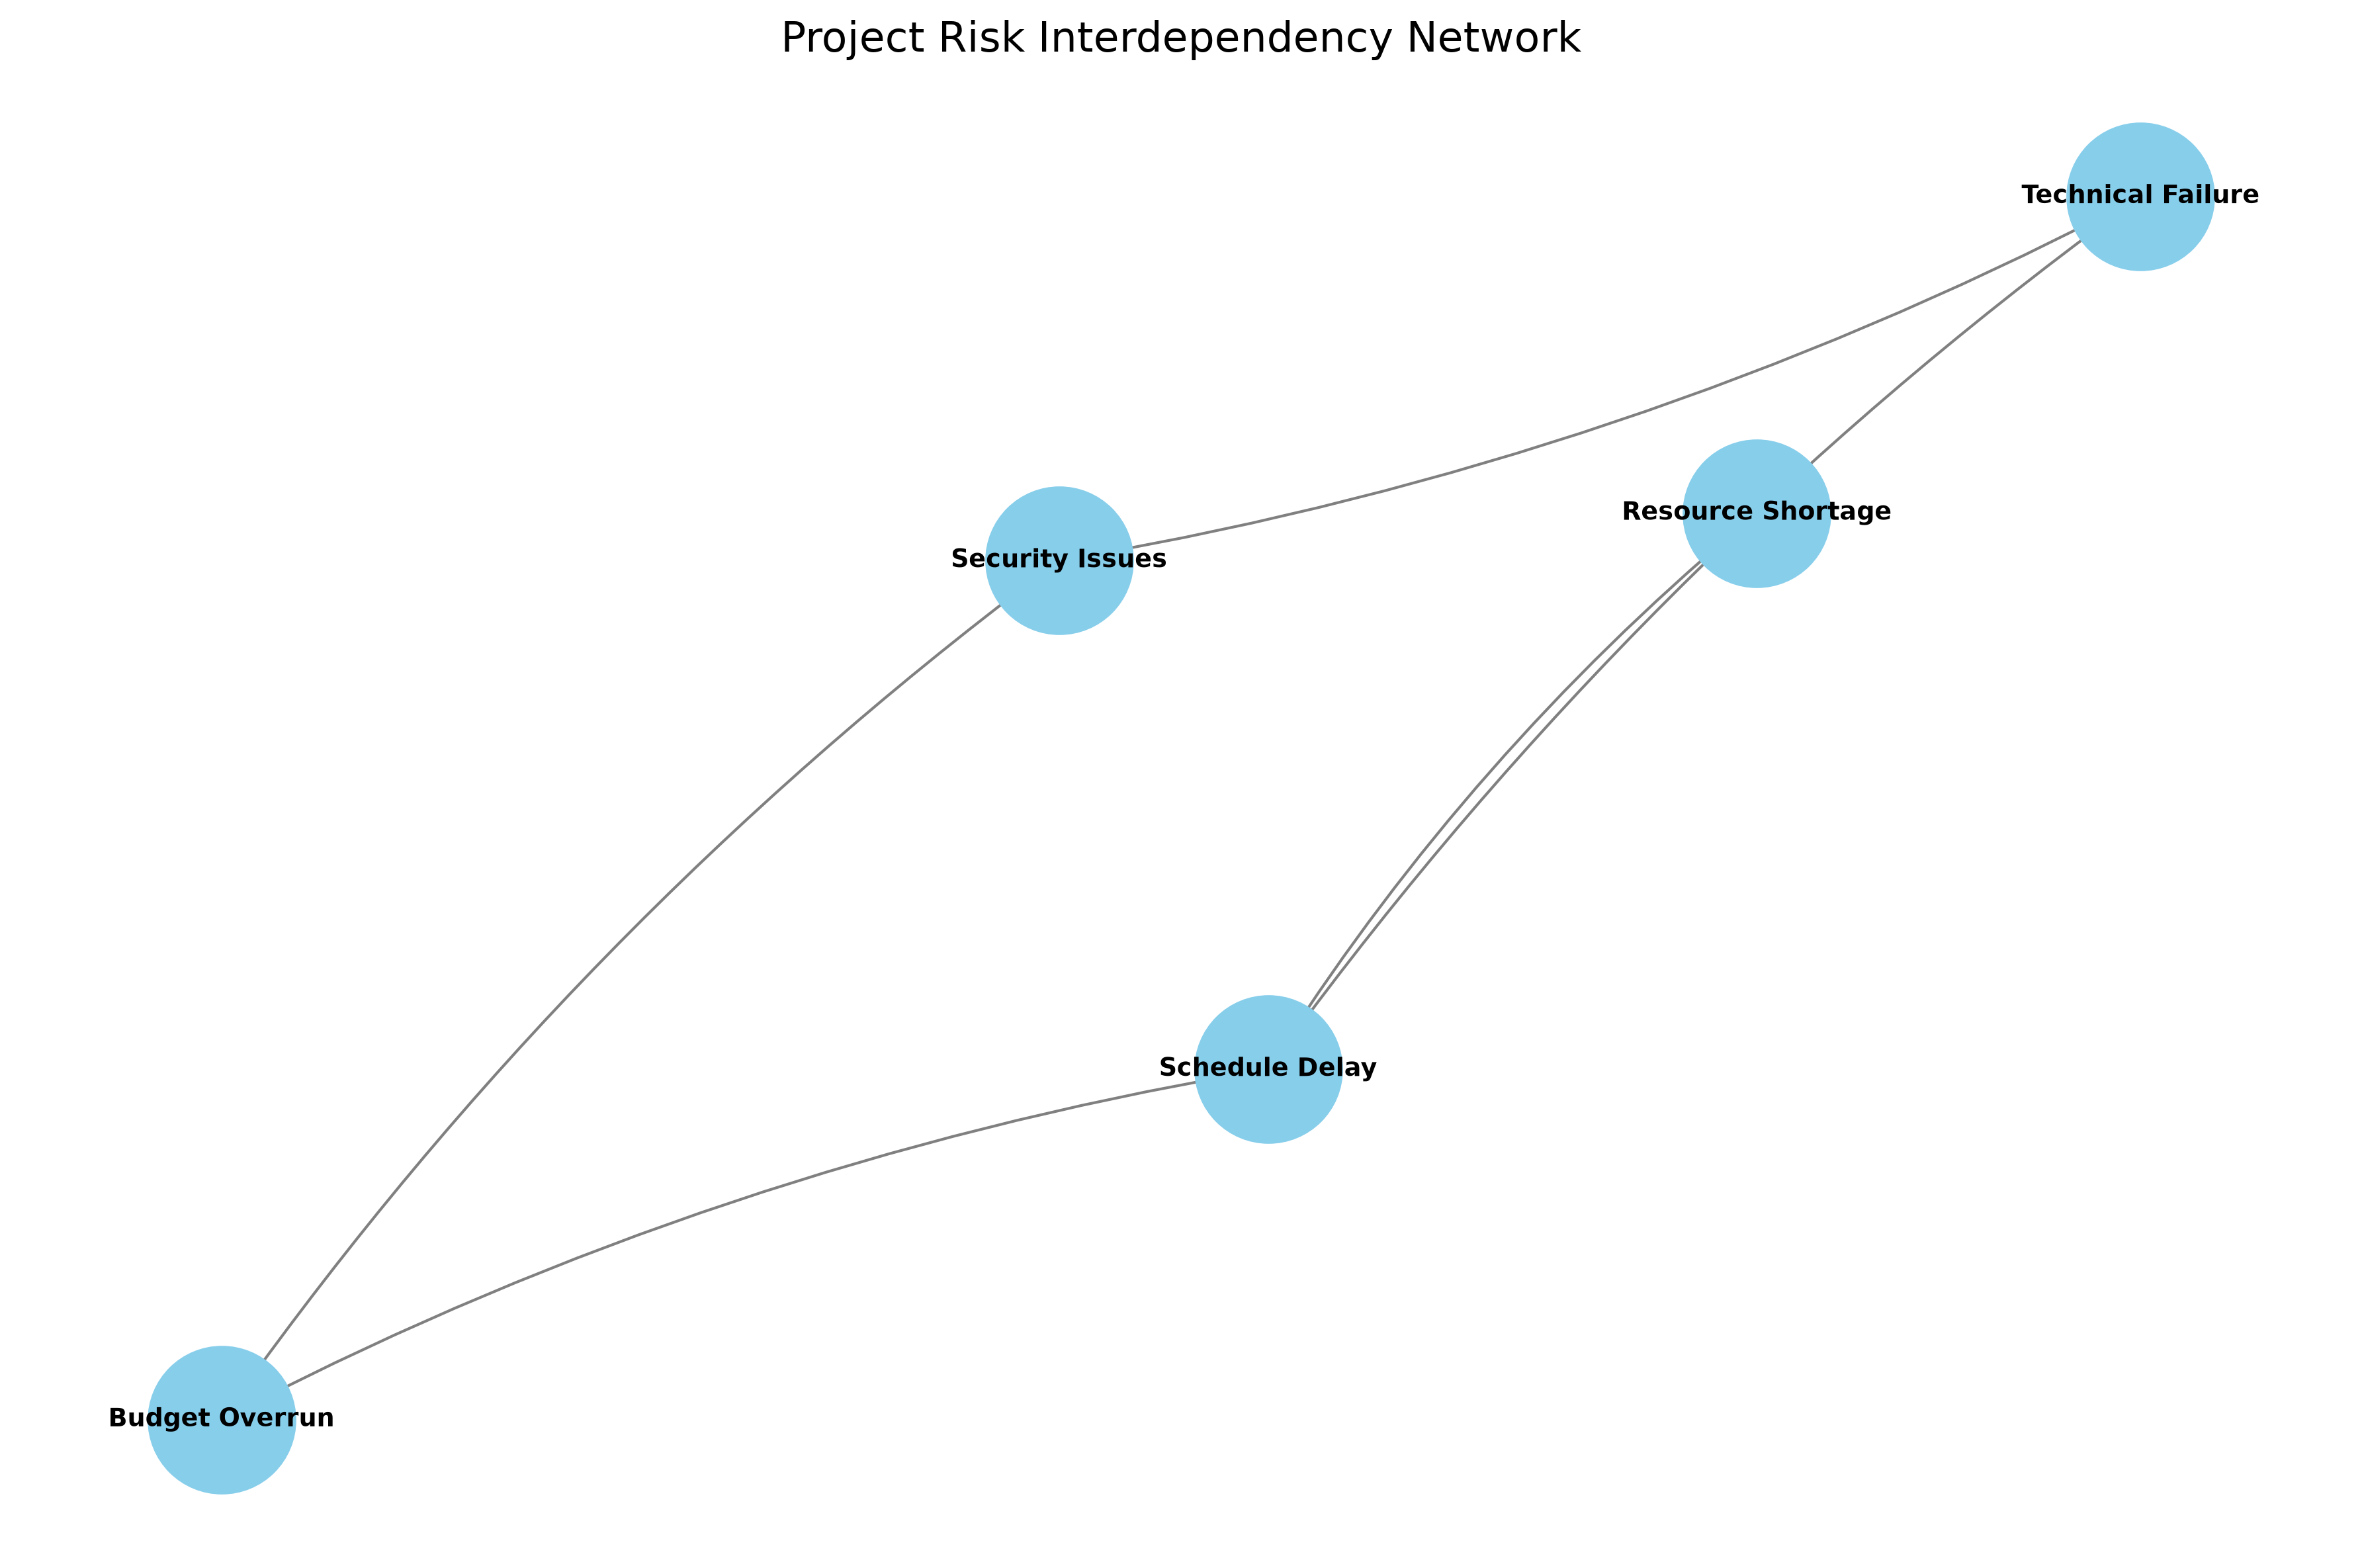 Project Risk Interdependency Network
Technical Failure
Resource Shortage
Security Issues
Schedule Delay
Budget Overrun